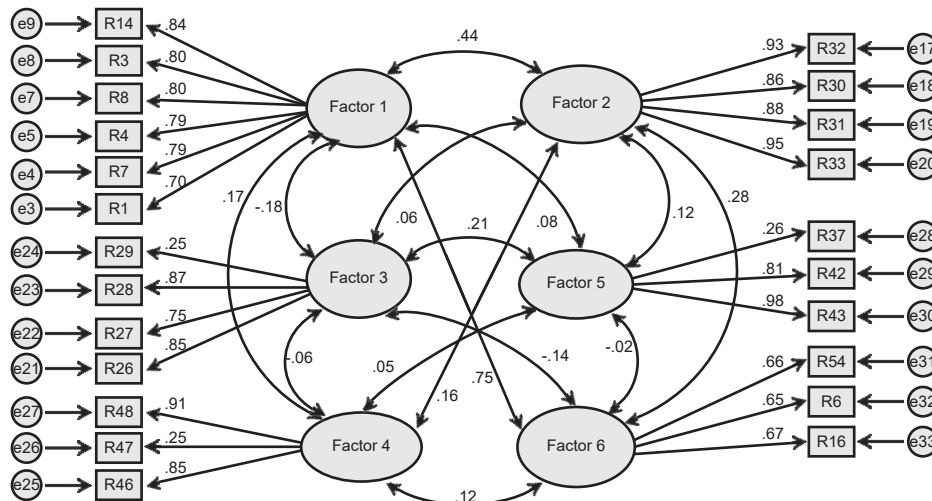 e9 R14 .84
e8 R3 .80
e7 R8 .80
e5 R4 .79
e4 R7 .79
e3 R1 .70
e24 R29 .25
e23 R28 .87
e22 R27 .75
e21 R26 .85
e27 R48 .91
e26 R47 .25
e25 R46 .85
.44
Factor 1
Factor 2
.17
-.18
.06
.21
.08
.12
.28
Factor 3
Factor 5
-.06
.05
.16
.75
-.14
-.02
Factor 4
Factor 6
.12
.93 R32 e17
.86 R30 e18
.88 R31 e19
.95 R33 e20
.26 R37 e28
.81 R42 e29
.98 R43 e30
.66 R54 e31
.65 R6 e32
.67 R16 e33